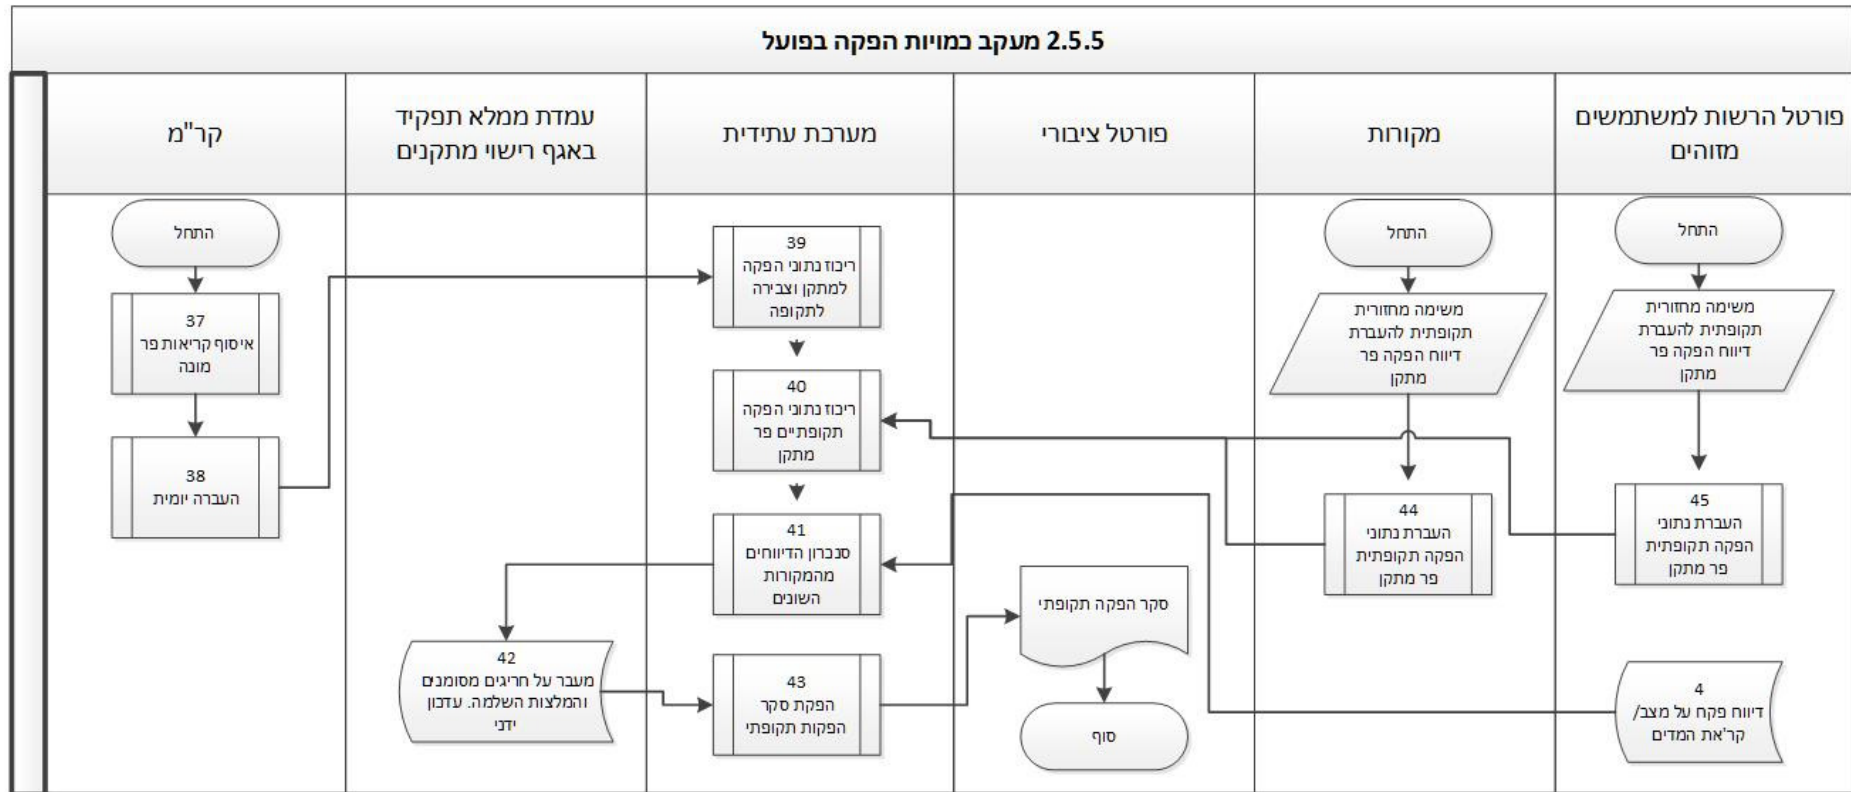 2.5.5 מעקב כמויות הפקה בפועל
פורטל הרשות למשתמשים
מזוהים
מקורות
פורטל ציבורי
מערכת עתידית
עמדת ממלא תפקיד
באגף רישוי מתקנים
קר"מ
התחל
משימה מחזורית
תקופתית להעברת
דיווח הפקה פר
מתקן
45
העברת נתוני
הפקה תקופתית
פר מתקן
4
דיווח פקח על מצב/
קר'את המדים
התחל
משימה מחזורית
תקופתית להעברת
דיווח הפקה פר
מתקן
44
העברת נתוני
הפקה תקופתית
פר מתקן
סקר הפקה תקופתי
סוף
39
ריכוז נתוני הפקה
למתקן וצבירה
לתקופה
40
ריכוז נתוני הפקה
תקופתיים פר
מתקן
41
סנכרון הדיווחים
מהמקורות
השונים
43
הפקת סקר
הפקות תקופתי
42
מעבר על חריגים מסומנים
והמלצות השלמה. עדכון
ידני
התחל
37
איסוף קריאות פר
מונה
38
העברה יומית